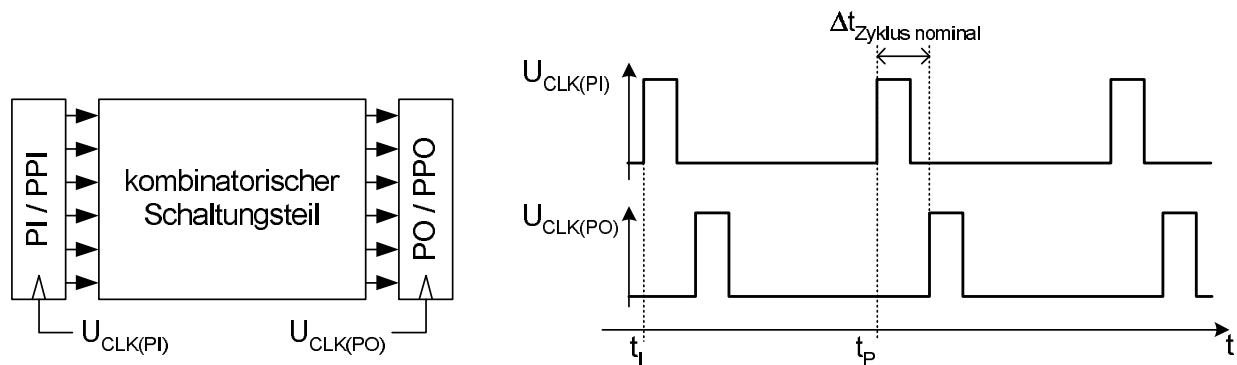 PI / PPI
kombinatorischer
Schaltungsteil
PO / PPO
U_CLK(PI)
U_CLK(PO)
Δt_Zyklus nominal
U_CLK(PI)
U_CLK(PO)
t_I
t_P
t